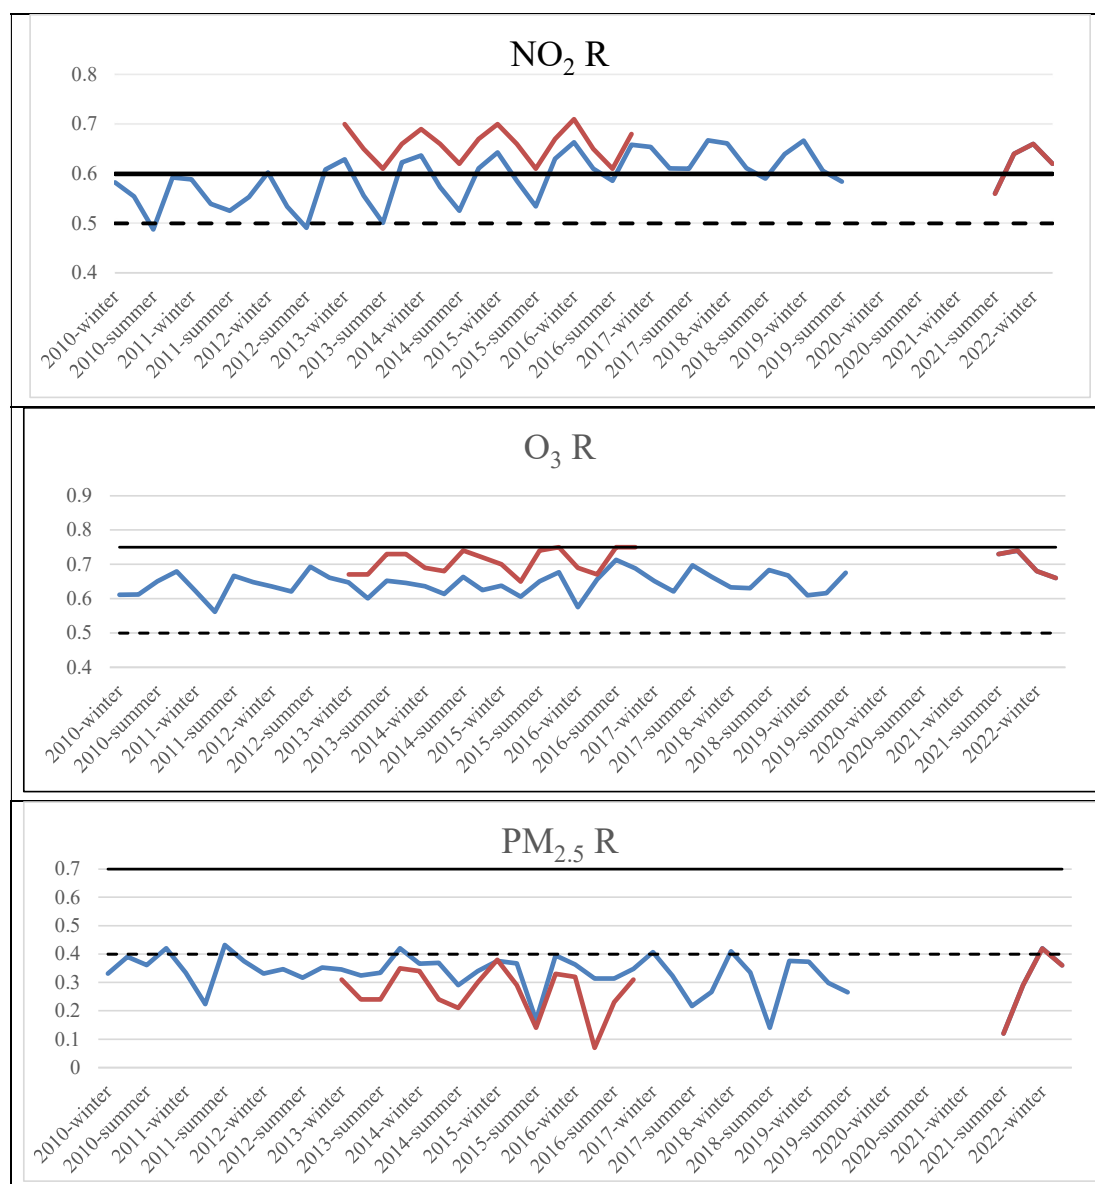 NO₂ R
0.8
0.7
0.6
0.5
0.4
2010-winter
2010-summer
2011-winter
2011-summer
2012-winter
2012-summer
2013-winter
2013-summer
2014-winter
2014-summer
2015-winter
2015-summer
2016-winter
2016-summer
2017-winter
2017-summer
2018-winter
2018-summer
2019-winter
2019-summer
2020-winter
2020-summer
2021-winter
2021-summer
2022-winter
O₃ R
0.9
0.8
0.7
0.6
0.5
0.4
2010-winter
2010-summer
2011-winter
2011-summer
2012-winter
2012-summer
2013-winter
2013-summer
2014-winter
2014-summer
2015-winter
2015-summer
2016-winter
2016-summer
2017-winter
2017-summer
2018-winter
2018-summer
2019-winter
2019-summer
2020-winter
2020-summer
2021-winter
2021-summer
2022-winter
PM₂.₅ R
0.7
0.6
0.5
0.4
0.3
0.2
0.1
0
2010-winter
2010-summer
2011-winter
2011-summer
2012-winter
2012-summer
2013-winter
2013-summer
2014-winter
2014-summer
2015-winter
2015-summer
2016-winter
2016-summer
2017-winter
2017-summer
2018-winter
2018-summer
2019-winter
2019-summer
2020-winter
2020-summer
2021-winter
2021-summer
2022-winter